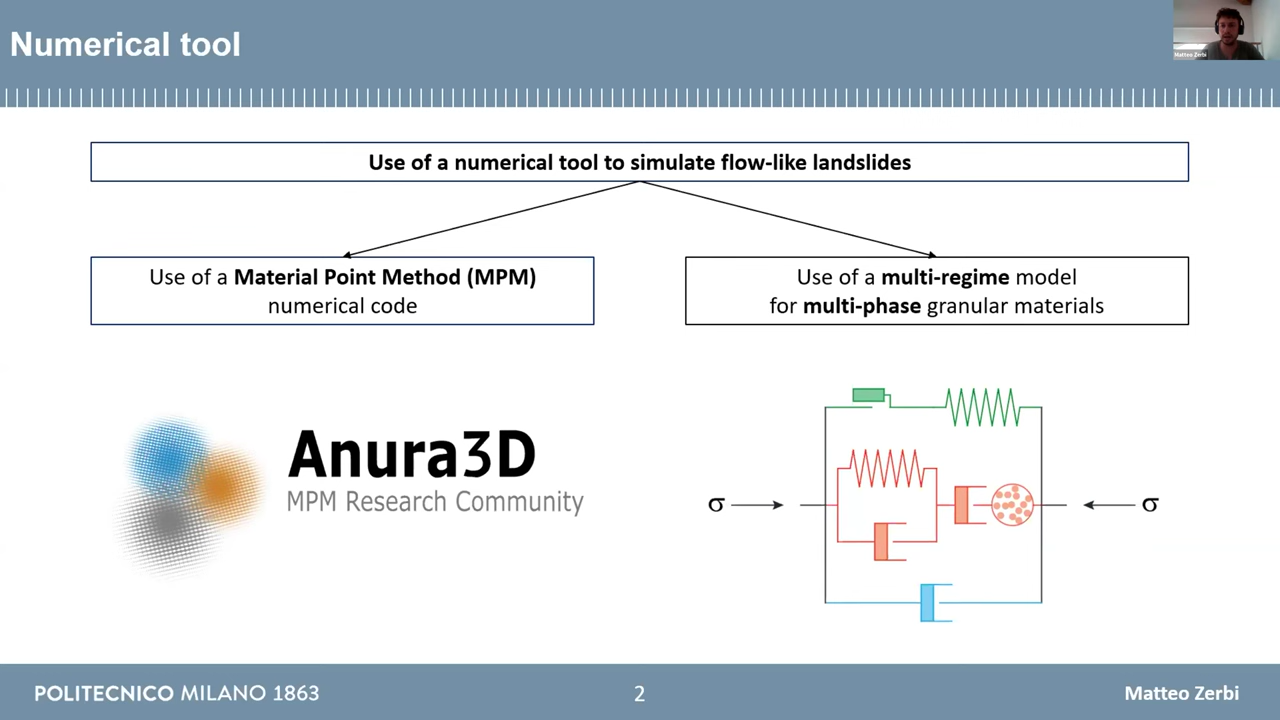 Numerical tool
Matteo Zerbi
Use of a numerical tool to simulate flow-like landslides
Use of a Material Point Method (MPM)
numerical code
Use of a multi-regime model
for multi-phase granular materials
Anura3D
MPM Research Community
σ
σ
POLITECNICO MILANO 1863
2
Matteo Zerbi